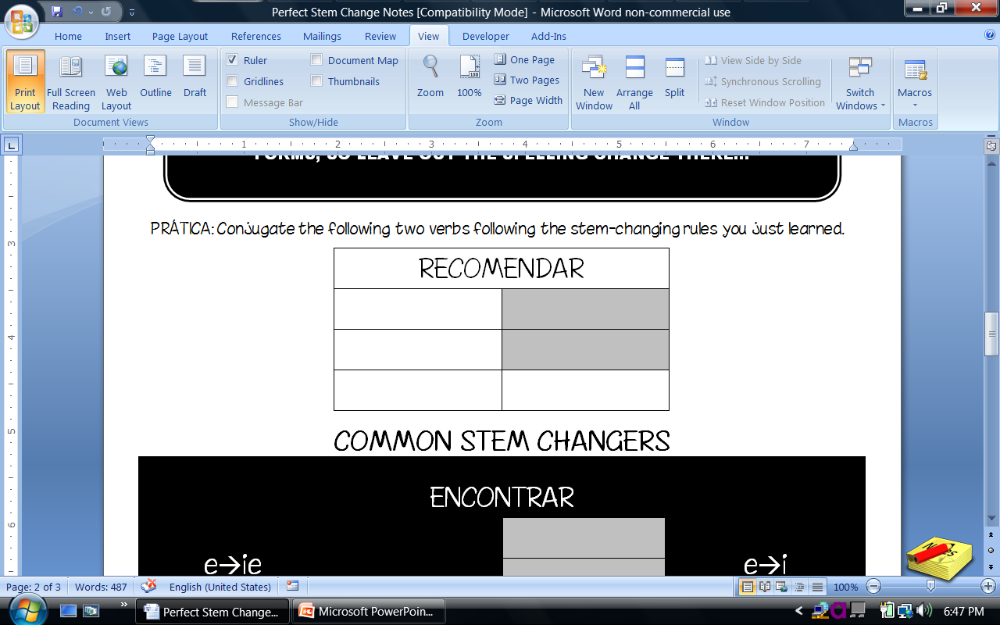 Perfect Stem Change Notes [Compatibility Mode] - Microsoft Word non-commercial use
Home Insert Page Layout References Mailings Review View Developer Add-Ins
Print Layout
Full Screen Reading
Web Layout
Outline
Draft
Document Views
Ruler
Gridlines
Message Bar
Document Map
Thumbnails
Show/Hide
Zoom
100%
One Page
Two Pages
Page Width
Zoom
New Window
Arrange All
Split
View Side by Side
Synchronous Scrolling
Reset Window Position
Switch Windows
Window
Macros
Macros
1 2 3 4 5 6 7
FORMS, SO LEAVE OUT THE SPELLING CHANGE THERE...
PRÁTICA: Conjugate the following two verbs following the stem-changing rules you just learned.
RECOMENDAR
COMMON STEM CHANGERS
ENCONTRAR
e→ie e→i
3
4
5
6
Notes
Page: 2 of 3 Words: 487 English (United States) 100%
Perfect Stem Change... Microsoft PowerPoin... 6:47 PM